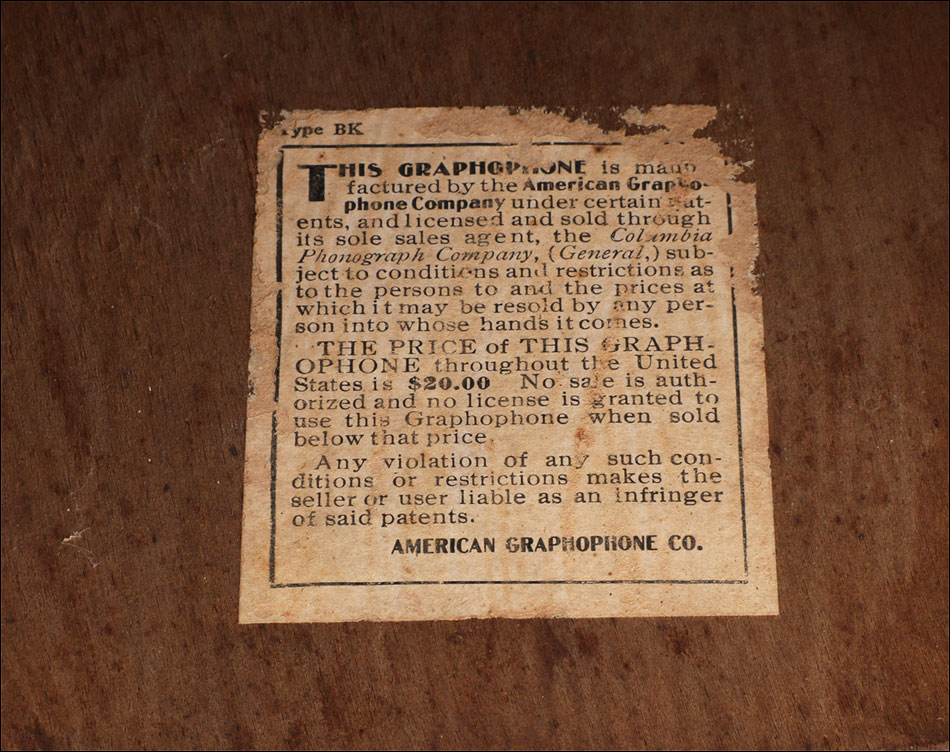 Type BK
THIS GRAPHOPHONE is manu-
factured by the American Grapho-
phone Company under certain pat-
ents, and licensed and sold through
its sole sales agent, the Columbia
Phonograph Company, (General,) sub-
ject to conditions and restrictions as
to the persons to and the prices at
which it may be resold by any per-
son into whose hands it comes.
THE PRICE of THIS GRAPH-
OPHONE throughout the United
States is $20.00 No sale is auth-
orized and no license is granted to
use this Graphophone when sold
below that price.
Any violation of any such con-
ditions or restrictions makes the
seller or user liable as an infringer
of said patents.
AMERICAN GRAPHOPHONE CO.